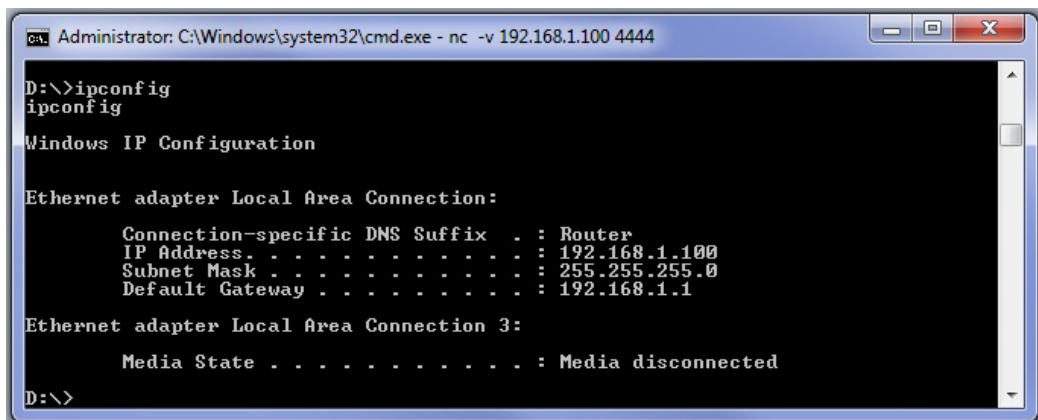 Administrator: C:\Windows\system32\cmd.exe - nc -v 192.168.1.100 4444
D:\>ipconfig
ipconfig
Windows IP Configuration
Ethernet adapter Local Area Connection:
Connection-specific DNS Suffix . : Router
IP Address. . . . . . . . . . . . : 192.168.1.100
Subnet Mask . . . . . . . . . . . : 255.255.255.0
Default Gateway . . . . . . . . . : 192.168.1.1
Ethernet adapter Local Area Connection 3:
Media State . . . . . . . . . . . : Media disconnected
D:\>